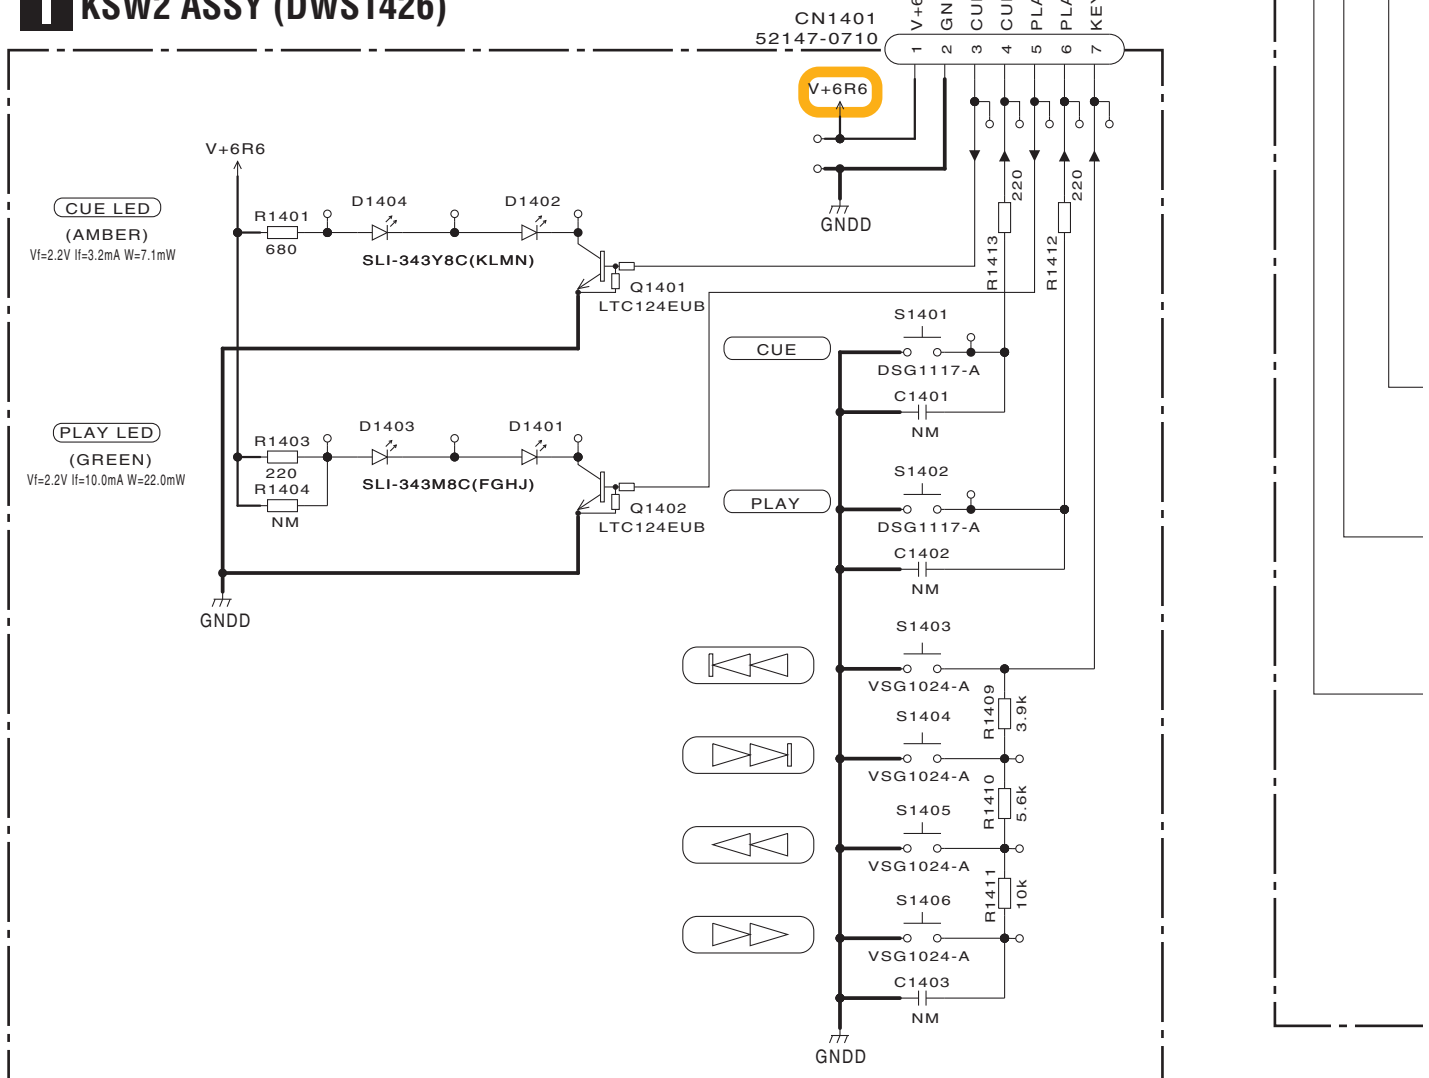 KSW2 ASSY (DWS1426)
CN1401
52147-0710
1 2 3 4 5 6 7
V+6R6
GNDD
V+6R6
CUE LED
(AMBER)
Vf=2.2V If=3.2mA W=7.1mW
R1401
680
D1404
D1402
SLI-343Y8C(KLMN)
Q1401
LTC124EUB
R1413
220
R1412
220
S1401
CUE
DSG1117-A
C1401
NM
PLAY LED
(GREEN)
Vf=2.2V If=10.0mA W=22.0mW
R1403
220
R1404
NM
D1403
D1401
SLI-343M8C(FGHJ)
Q1402
LTC124EUB
S1402
PLAY
DSG1117-A
C1402
NM
GNDD
S1403
VSG1024-A
R1409
3.9k
S1404
VSG1024-A
R1410
5.6k
S1405
VSG1024-A
R1411
10k
S1406
VSG1024-A
C1403
NM
GNDD